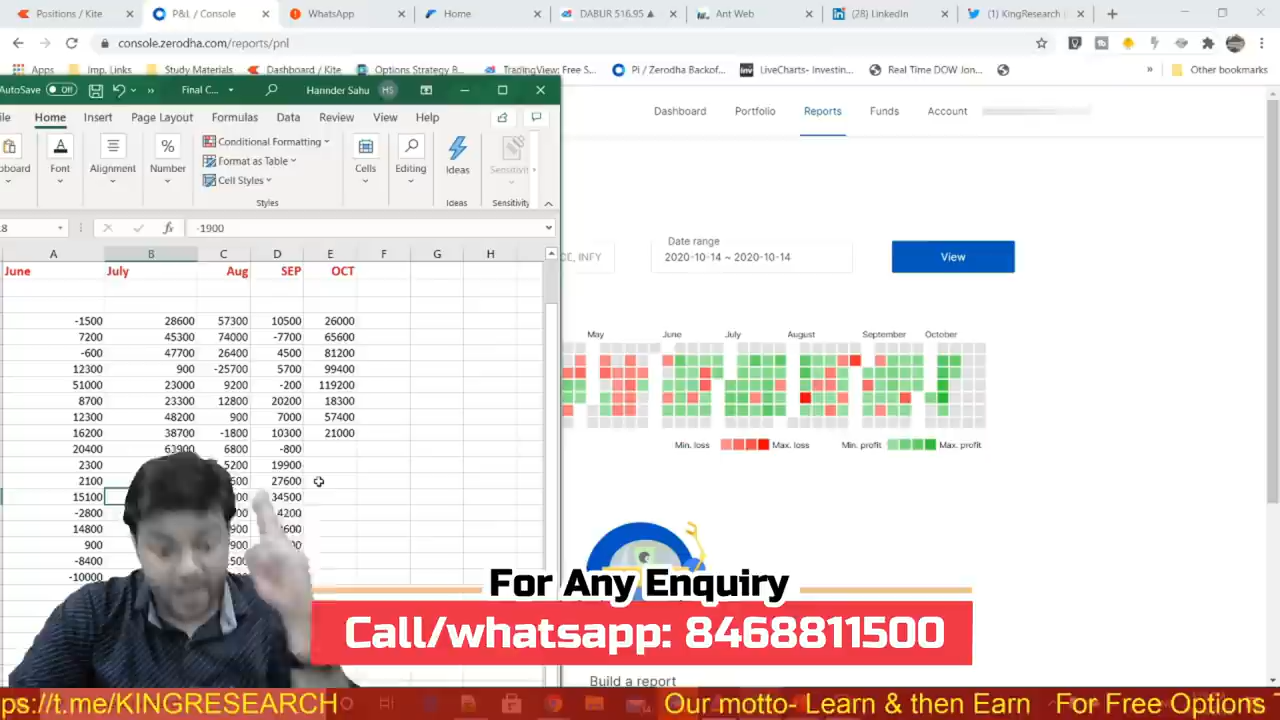 Positions / Kite
P&L / Console
WhatsApp
Home
DABUR 516.95 ▲
Ant Web
(28) LinkedIn
(1) KingResearch
console.zerodha.com/reports/pnl
Apps
Imp. Links
Study Materials
Dashboard / Kite
Options Strategy B...
TradingView: Free S...
Pi / Zerodha Backof...
LiveCharts- Investin...
Real Time DOW Jon...
»
Other bookmarks
AutoSave
Off
Final C...
Harinder Sahu
HS
ile
Home
Insert
Page Layout
Formulas
Data
Review
View
Help
pboard
Font
Alignment
Number
Conditional Formatting
Format as Table
Cell Styles
Styles
Cells
Editing
Ideas
Ideas
Sensitivit
Sensitivity
fx
-1900
A B C D E F G H
June July Aug SEP OCT
-1500 28600 57300 10500 26000
7200 45300 74000 -7700 65600
-600 47700 26400 4500 81200
12300 900 -25700 5700 99400
51000 23000 9200 -200 119200
8700 23300 12800 20200 18300
12300 48200 900 7000 57400
16200 38700 -1800 10300 21000
20400 63900 6800 -800
2300 5200 19900
2100 27600
15100 34500
-2800 4200
14800
900
-8400
-10000
Dashboard
Portfolio
Reports
Funds
Account
CE, INFY
Date range
2020-10-14 ~ 2020-10-14
View
May June July August September October
Min. loss Max. loss Min. profit Max. profit
Build a report
For Any Enquiry
Call/whatsapp: 8468811500
ps://t.me/KINGRESEARCH
Our motto- Learn & then Earn For Free Options